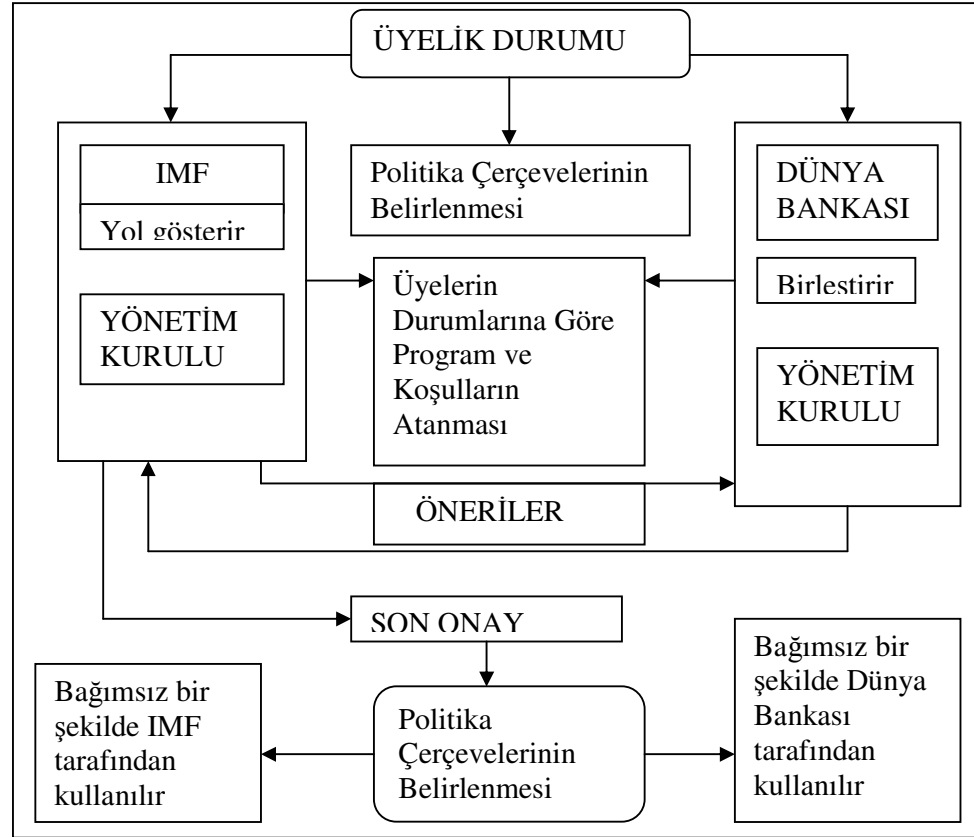 ÜYELİK DURUMU
IMF
Yol gösterir
YÖNETİM
KURULU
Politika Çerçevelerinin
Belirlenmesi
DÜNYA
BANKASI
Birleştirir
YÖNETİM
KURULU
Üyelerin
Durumlarına Göre
Program ve
Koşulların
Atanması
ÖNERİLER
SON ONAY
Bağımsız bir
şekilde IMF
tarafından
kullanılır
Politika
Çerçevelerinin
Belirlenmesi
Bağımsız bir
şekilde Dünya
Bankası
tarafından
kullanılır